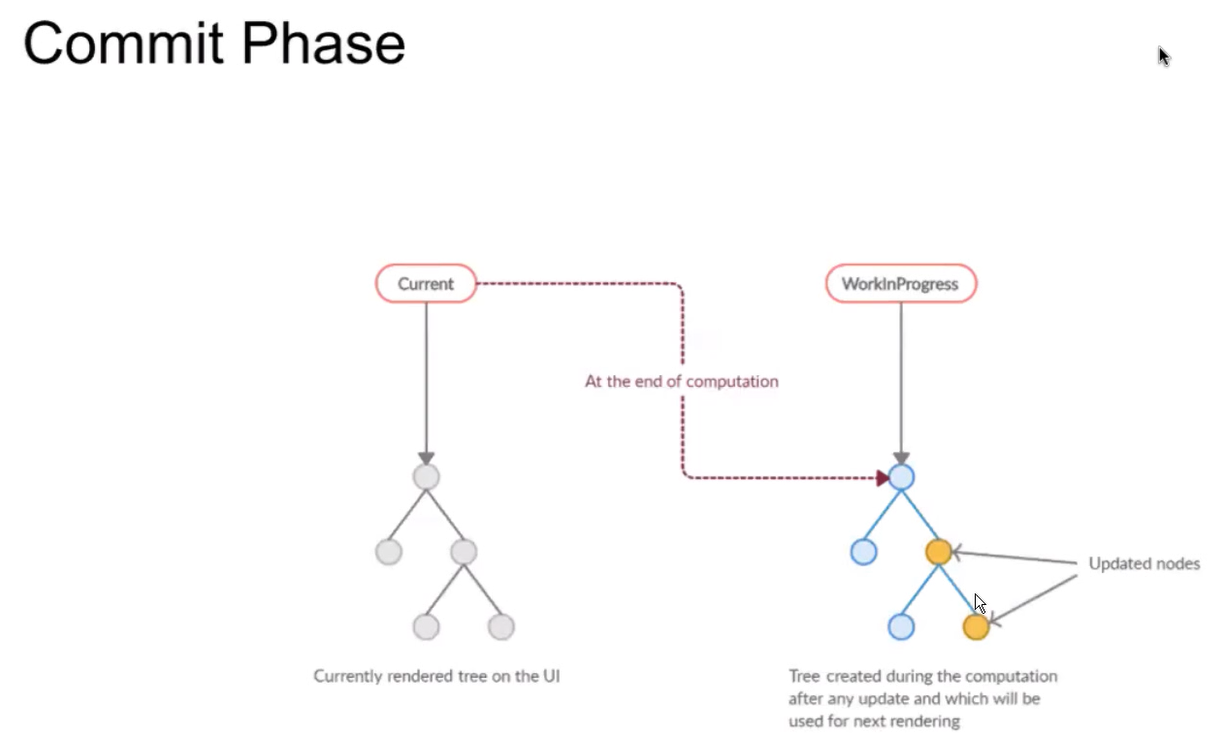 Commit Phase
Current
WorkInProgress
At the end of computation
Updated nodes
Currently rendered tree on the UI
Tree created during the computation
after any update and which will be
used for next rendering